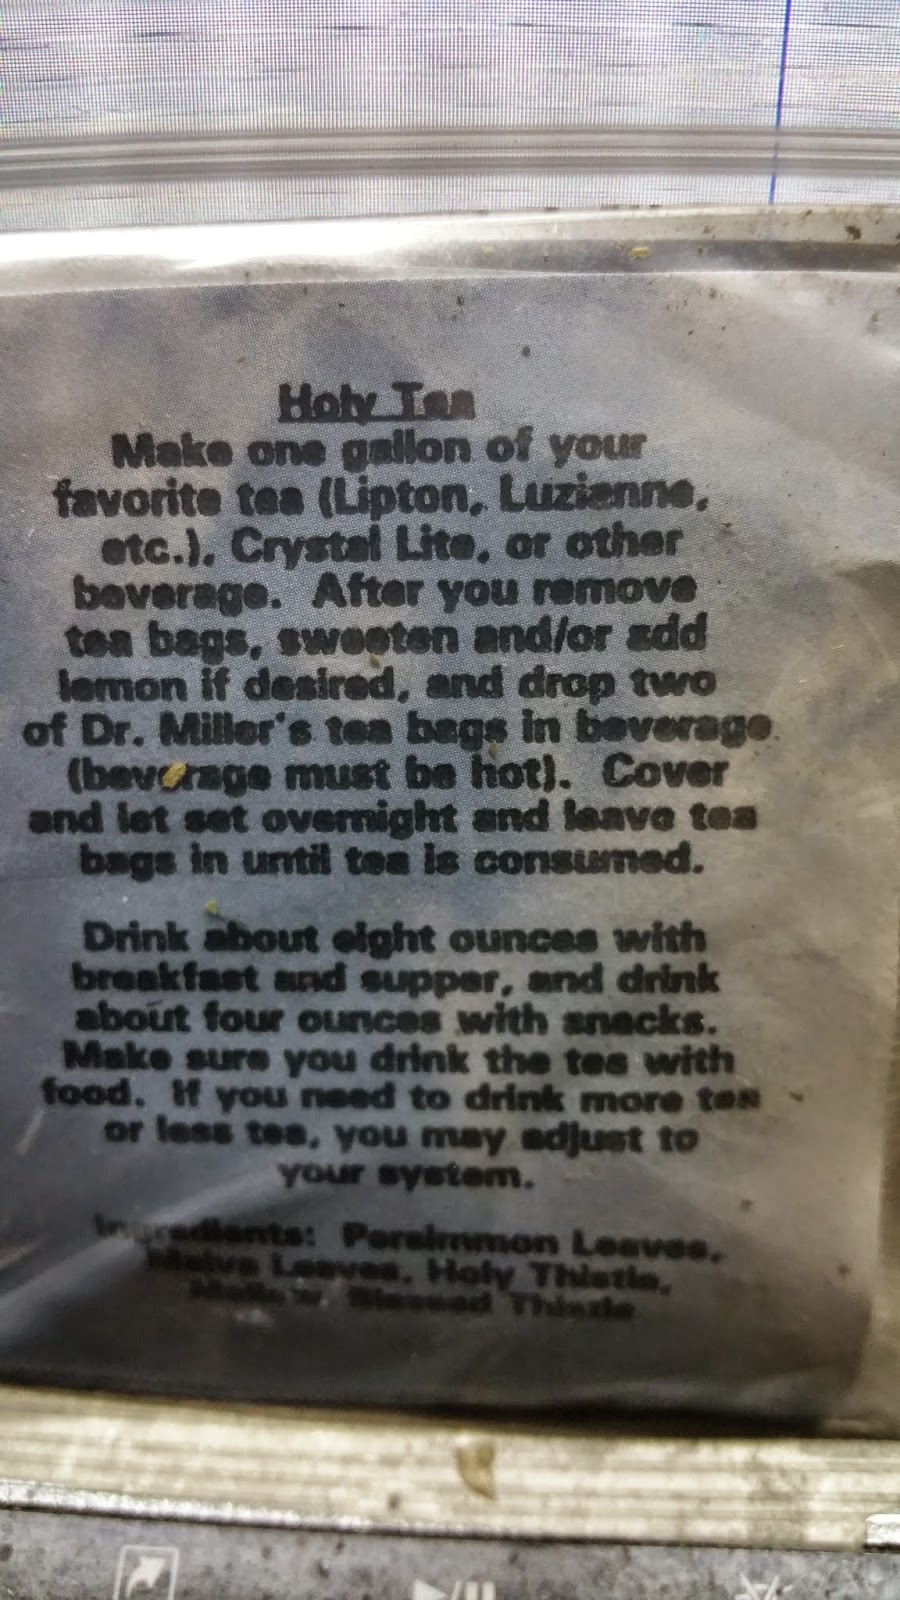 Holy Tea
Make one gallon of your
favorite tea (Lipton, Luzianne,
etc.), Crystal Lite, or other
beverage. After you remove
tea bags, sweeten and/or add
lemon if desired, and drop two
of Dr. Miller's tea bags in beverage
(beverage must be hot). Cover
and let set overnight and leave tea
bags in until tea is consumed.
Drink about eight ounces with
breakfast and supper, and drink
about four ounces with snacks.
Make sure you drink the tea with
food. If you need to drink more tea
or less tea, you may adjust to
your system.
Ingredients: Persimmon Leaves,
Malva Leaves, Holy Thistle,
Blessed Thistle